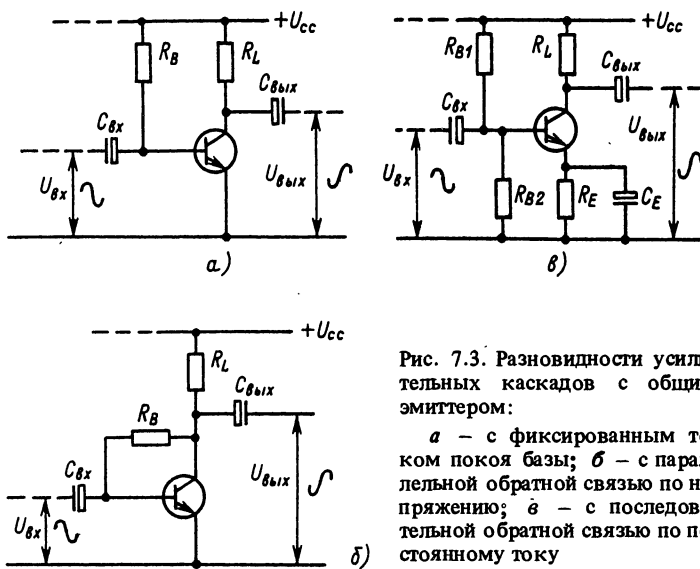 +Ucc
RB
RL
Cвых
Cвх
Uвх
Uвых
а)
+Ucc
RB1
RL
Cвых
Cвх
Uвых
Uвх
RB2
RE
CE
в)
+Ucc
RL
Cвых
RB
Cвх
Uвых
Uвх
б)
Рис. 7.3. Разновидности усили
тельных каскадов с общи
эмиттером:
а – с фиксированным то
ком покоя базы; б – с парал
лельной обратной связью по н
пряжению; в – с последов
тельной обратной связью по по
стоянному току